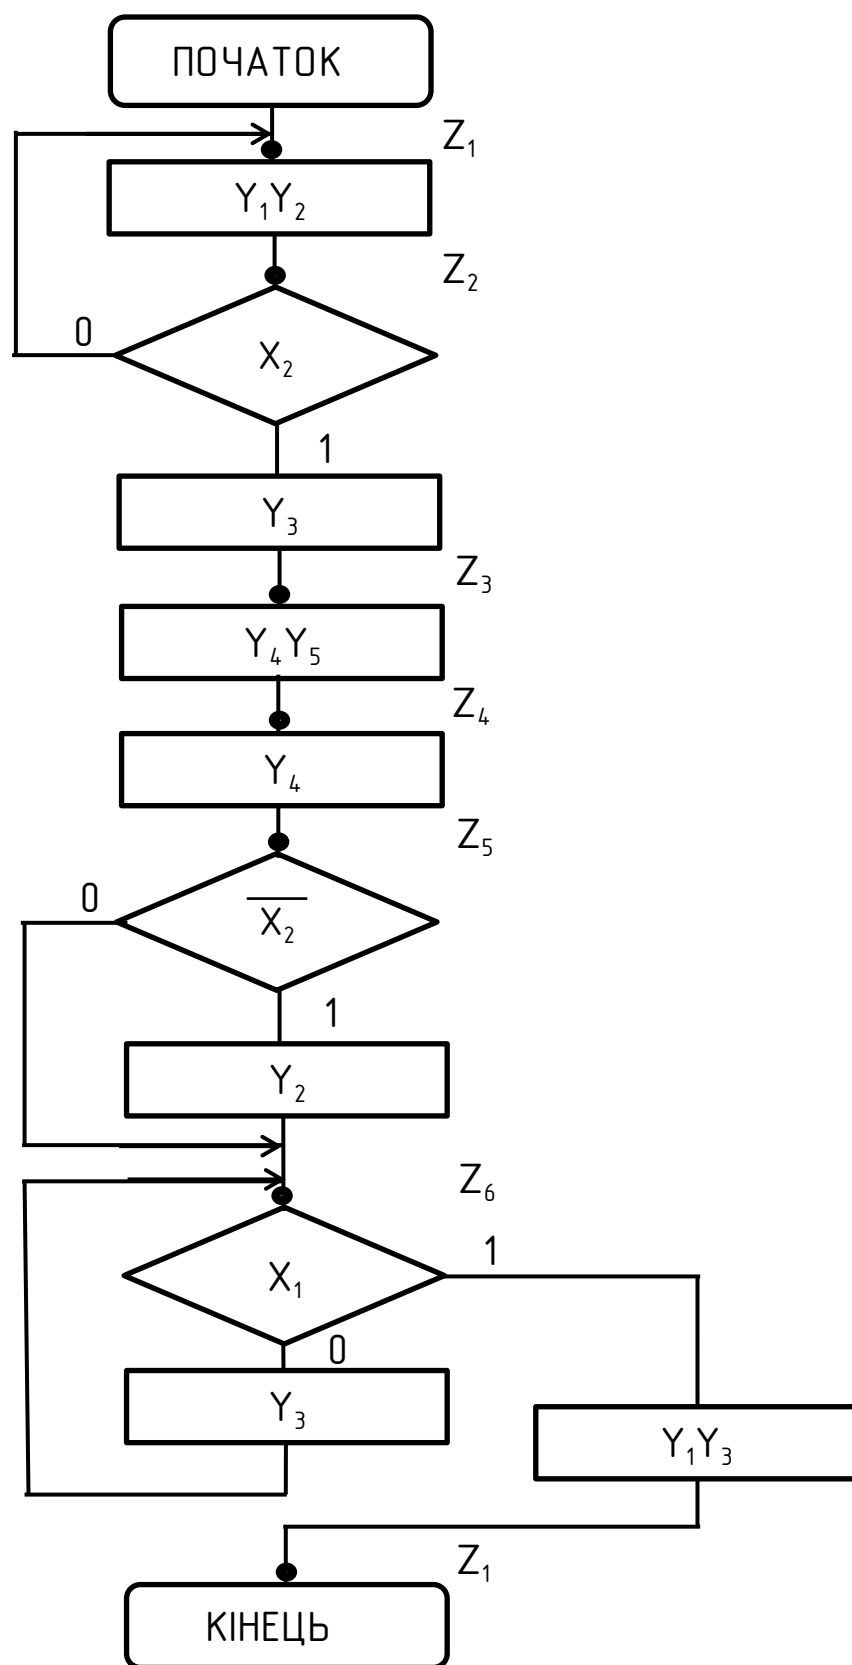 ПОЧАТОК
Z₁
Y₁Y₂
Z₂
0
X₂
1
Y₃
Z₃
Y₄Y₅
Z₄
Y₄
Z₅
0
X̅₂
1
Y₂
Z₆
1
X₁
0
Y₃
Y₁Y₃
Z₁
КІНЕЦЬ